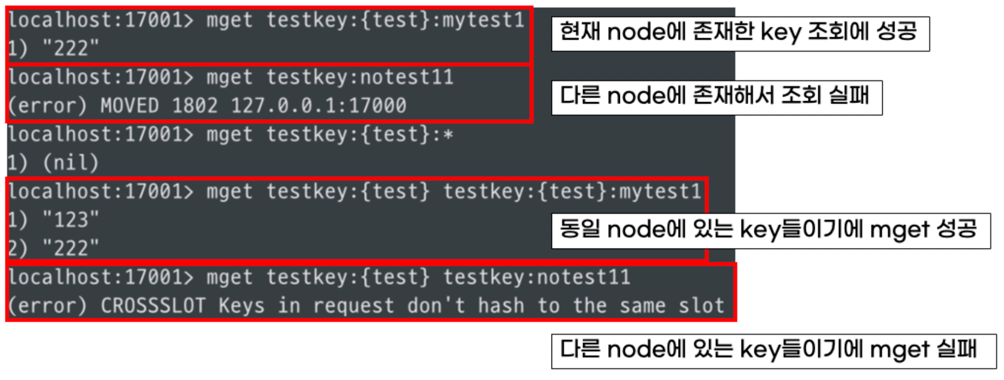 localhost:17001> mget testkey:{test}:mytest1
1) "222"
현재 node에 존재한 key 조회에 성공
localhost:17001> mget testkey:notest11
(error) MOVED 1802 127.0.0.1:17000
다른 node에 존재해서 조회 실패
localhost:17001> mget testkey:{test}:*
1) (nil)
localhost:17001> mget testkey:{test} testkey:{test}:mytest1
1) "123"
2) "222"
동일 node에 있는 key들이기에 mget 성공
localhost:17001> mget testkey:{test} testkey:notest11
(error) CROSSSLOT Keys in request don't hash to the same slot
다른 node에 있는 key들이기에 mget 실패